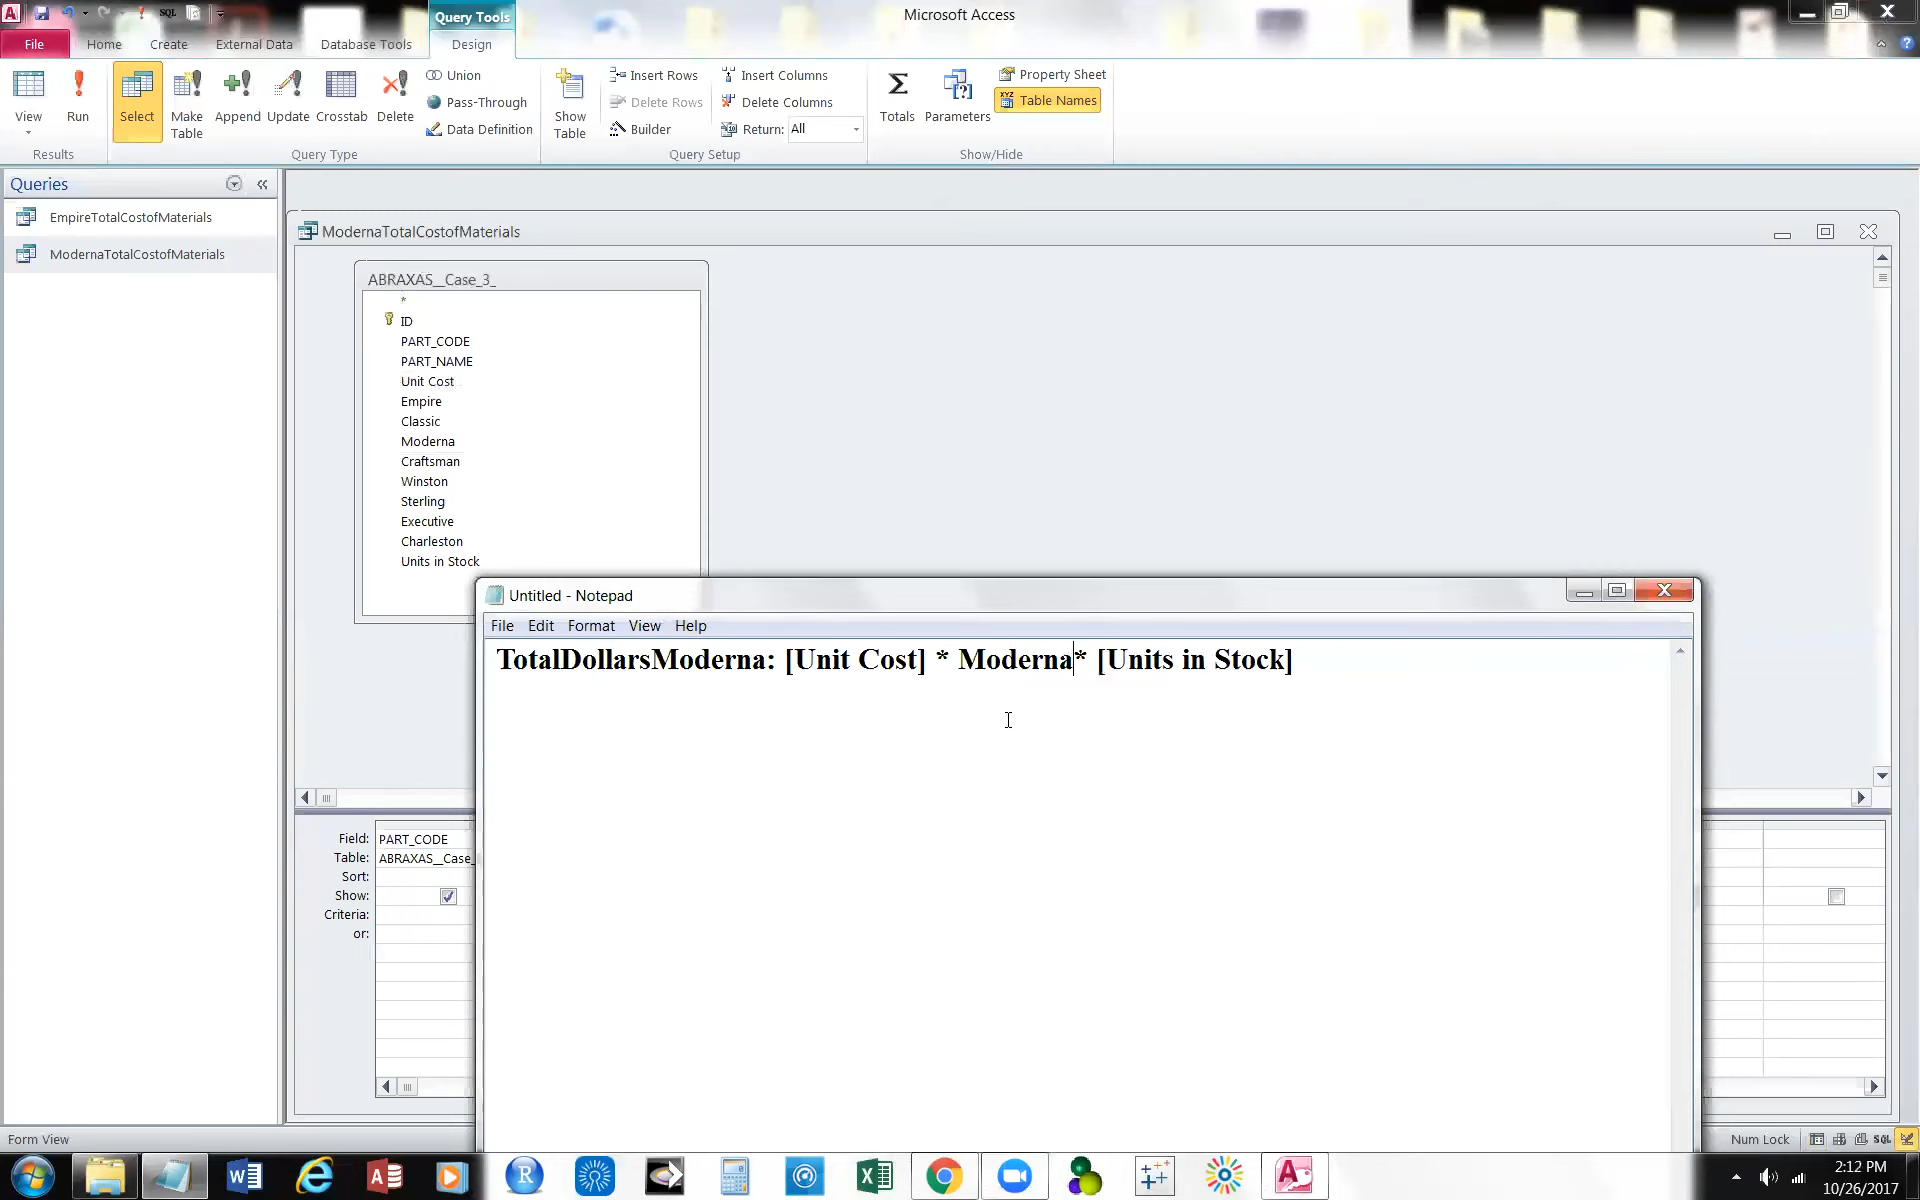 Query Tools
Microsoft Access
File Home Create External Data Database Tools Design
View Run Select Make Table Append Update Crosstab Delete
Union
Pass-Through
Data Definition
Show Table
Insert Rows
Delete Rows
Builder
Insert Columns
Delete Columns
Return: All
Totals Parameters
Property Sheet
Table Names
Results Query Type Query Setup Show/Hide
Queries
EmpireTotalCostofMaterials
ModernaTotalCostofMaterials
ModernaTotalCostofMaterials
ABRAXAS__Case_3_
*
ID
PART_CODE
PART_NAME
Unit Cost
Empire
Classic
Moderna
Craftsman
Winston
Sterling
Executive
Charleston
Units in Stock
Untitled - Notepad
File Edit Format View Help
TotalDollarsModerna: [Unit Cost] * Moderna* [Units in Stock]
Field: PART_CODE
Table: ABRAXAS__Case_
Sort:
Show:
Criteria:
or:
Form View
Num Lock
SQL
2:12 PM
10/26/2017